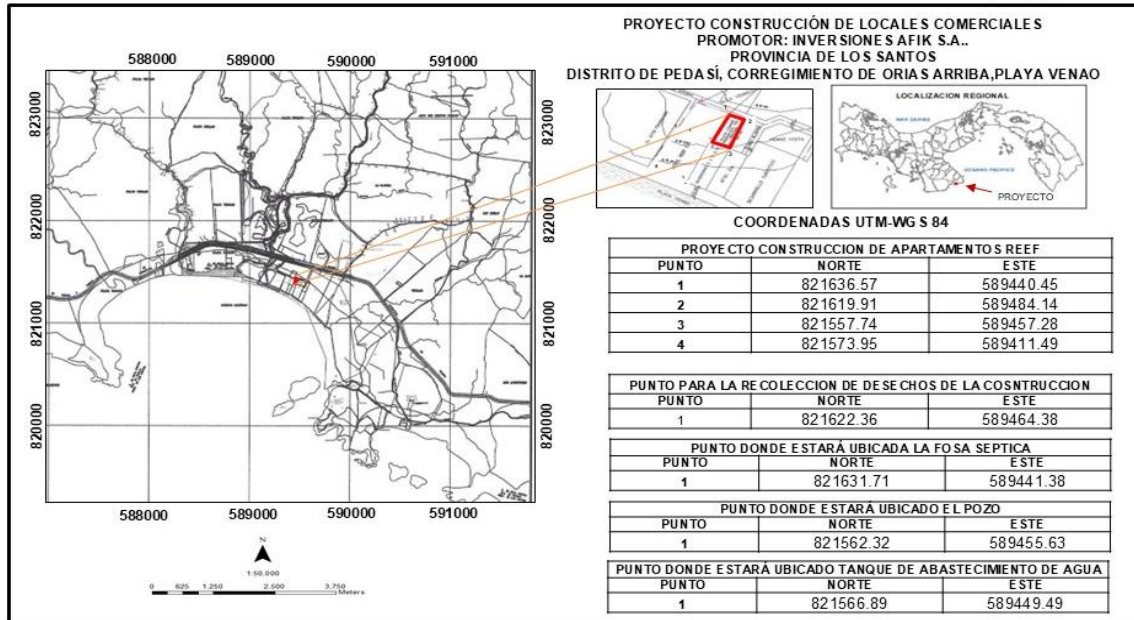 PROYECTO CONSTRUCCIÓN DE LOCALES COMERCIALES
PROMOTOR: INVERSIONES AFIK S.A..
PROVINCIA DE LOS SANTOS
DISTRITO DE PEDASÍ, CORREGIMIENTO DE ORIAS ARRIBA,PLAYA VENAO
588000 589000 590000 591000
823000 823000
822000 822000
821000 821000
820000 820000
588000 589000 590000 591000
N
1:50,000
0 625 1.250 2.500 3.750
Meters
LOCALIZACION REGIONAL
MAR CARIBE
OCÉANO PACIFICO
PROYECTO
COORDENADAS UTM-WGS 84
PROYECTO CONSTRUCCION DE APARTAMENTOS REEF
PUNTO NORTE ESTE
1 821636.57 589440.45
2 821619.91 589484.14
3 821557.74 589457.28
4 821573.95 589411.49
PUNTO PARA LA RECOLECCION DE DESECHOS DE LA COSNTRUCCION
PUNTO NORTE ESTE
1 821622.36 589464.38
PUNTO DONDE ESTARÁ UBICADA LA FOSA SEPTICA
PUNTO NORTE ESTE
1 821631.71 589441.38
PUNTO DONDE ESTARÁ UBICADO EL POZO
PUNTO NORTE ESTE
1 821562.32 589455.63
PUNTO DONDE ESTARÁ UBICADO TANQUE DE ABASTECIMIENTO DE AGUA
PUNTO NORTE ESTE
1 821566.89 589449.49